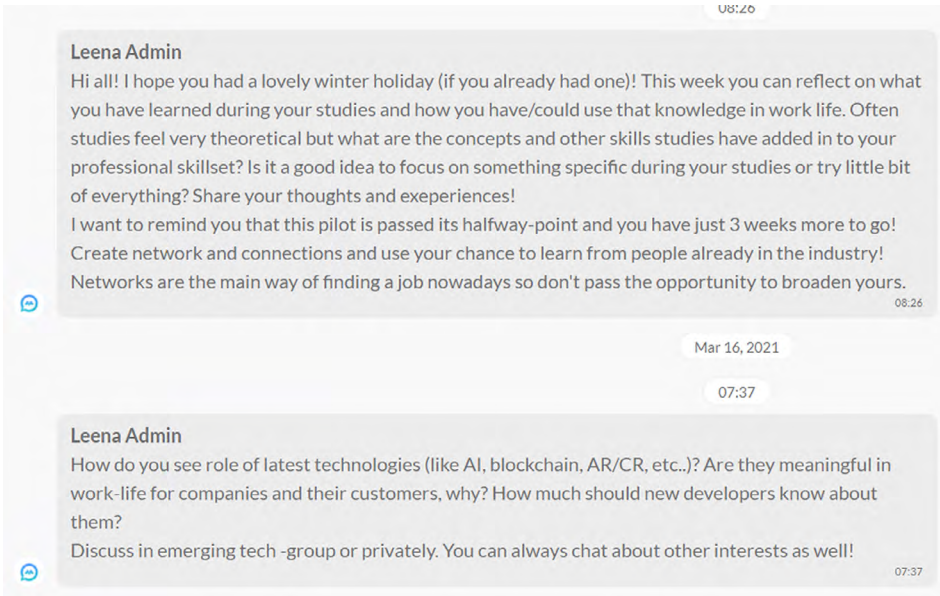 08:26
Leena Admin
Hi all! I hope you had a lovely winter holiday (if you already had one)! This week you can reflect on what
you have learned during your studies and how you have/could use that knowledge in work life. Often
studies feel very theoretical but what are the concepts and other skills studies have added in to your
professional skillset? Is it a good idea to focus on something specific during your studies or try little bit
of everything? Share your thoughts and exeperiences!
I want to remind you that this pilot is passed its halfway-point and you have just 3 weeks more to go!
Create network and connections and use your chance to learn from people already in the industry!
Networks are the main way of finding a job nowadays so don't pass the opportunity to broaden yours.
08:26
Mar 16, 2021
07:37
Leena Admin
How do you see role of latest technologies (like AI, blockchain, AR/CR, etc..)? Are they meaningful in
work-life for companies and their customers, why? How much should new developers know about
them?
Discuss in emerging tech -group or privately. You can always chat about other interests as well!
07:37